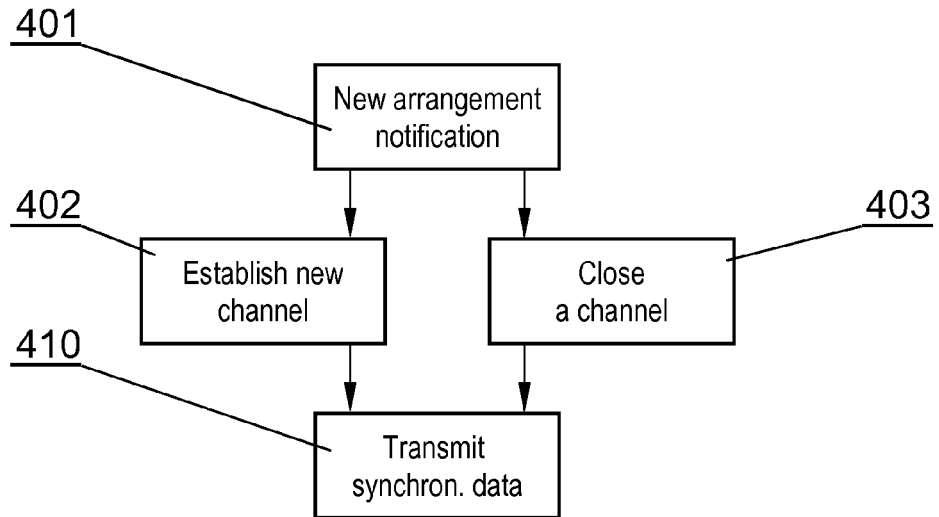 401
New arrangement
notification
402
403
Establish new
channel
Close
a channel
410
Transmit
synchron. data